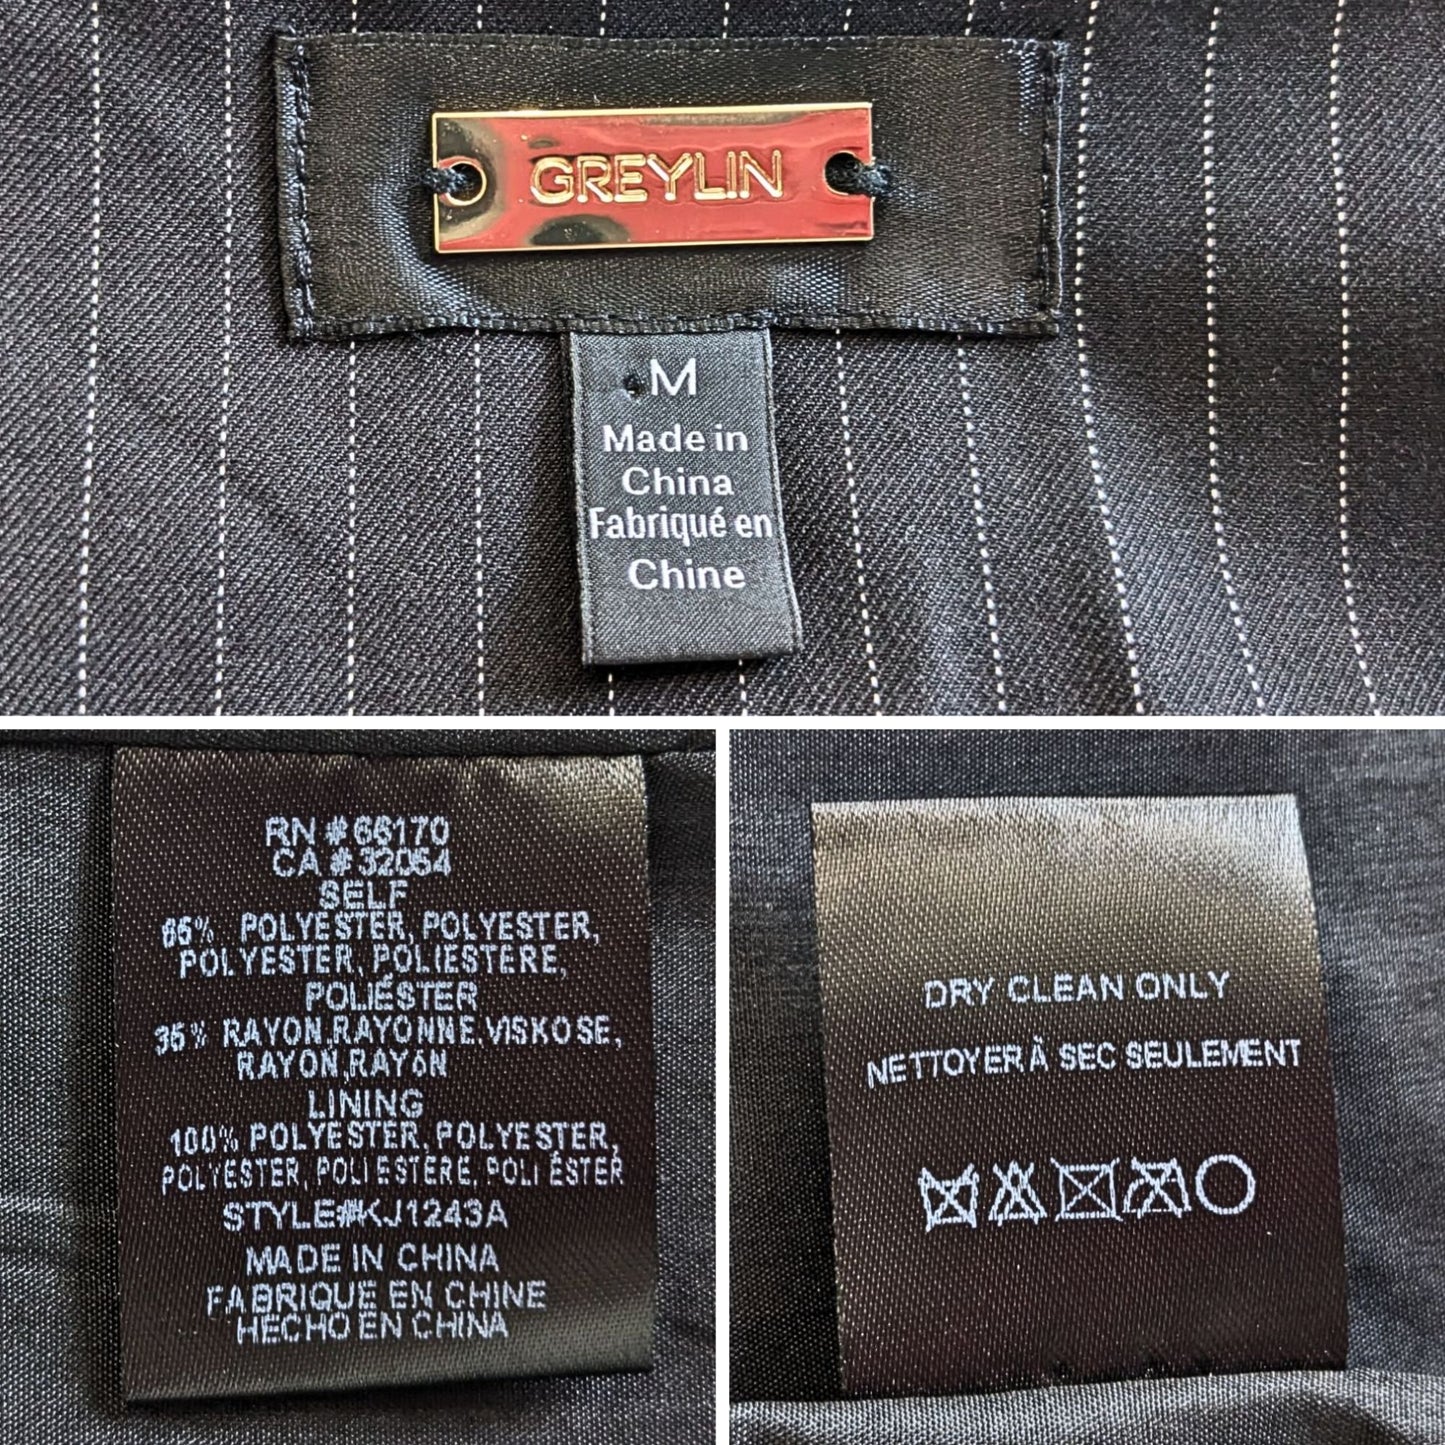 GREYLIN
M
Made in
China
Fabriqué en
Chine
RN # 66170
CA # 32054
SELF
65% POLYESTER, POLYESTER,
POLYESTER, POLIESTERE,
POLIÉSTER
35% RAYON, RAYONNE, VISKOSE,
RAYON, RAYÓN
LINING
100% POLYESTER, POLYESTER,
POLYESTER, POLIESTERE, POLIÉSTER
STYLE#KJ1243A
MADE IN CHINA
FABRIQUE EN CHINE
HECHO EN CHINA
DRY CLEAN ONLY
NETTOYER À SEC SEULEMENT